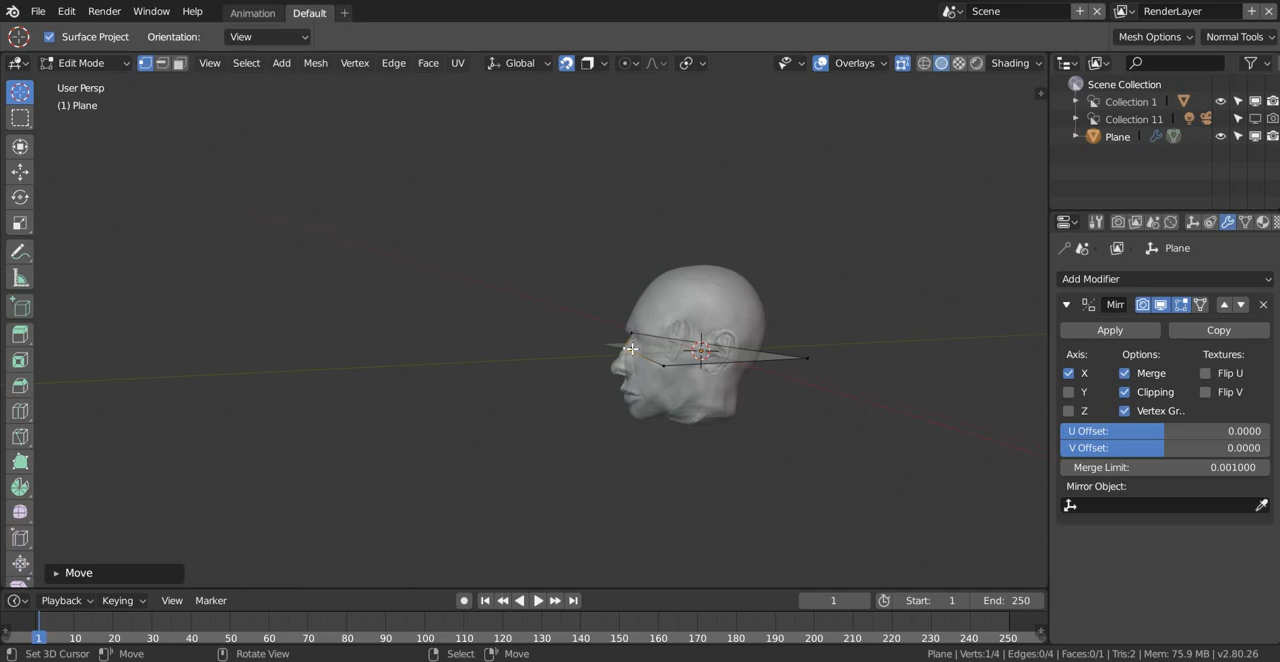 File Edit Render Window Help Animation Default + Scene RenderLayer
Surface Project Orientation: View Mesh Options Normal Tools
Edit Mode View Select Add Mesh Vertex Edge Face UV Global Overlays Shading
User Persp
(1) Plane
Scene Collection
Collection 1
Collection 11
Plane
Plane
Add Modifier
Mirr
Apply Copy
Axis: Options: Textures:
X Merge Flip U
Y Clipping Flip V
Z Vertex Gr..
U Offset: 0.0000
V Offset: 0.0000
Merge Limit: 0.001000
Mirror Object:
Move
Playback Keying View Marker 1 Start: 1 End: 250
1 10 20 30 40 50 60 70 80 90 100 110 120 130 140 150 160 170 180 190 200 210 220 230 240 250
Set 3D Cursor Move Rotate View Select Move Plane | Verts:1/4 | Edges:0/4 | Faces:0/1 | Tris:2 | Mem: 75.9 MB | v2.80.26